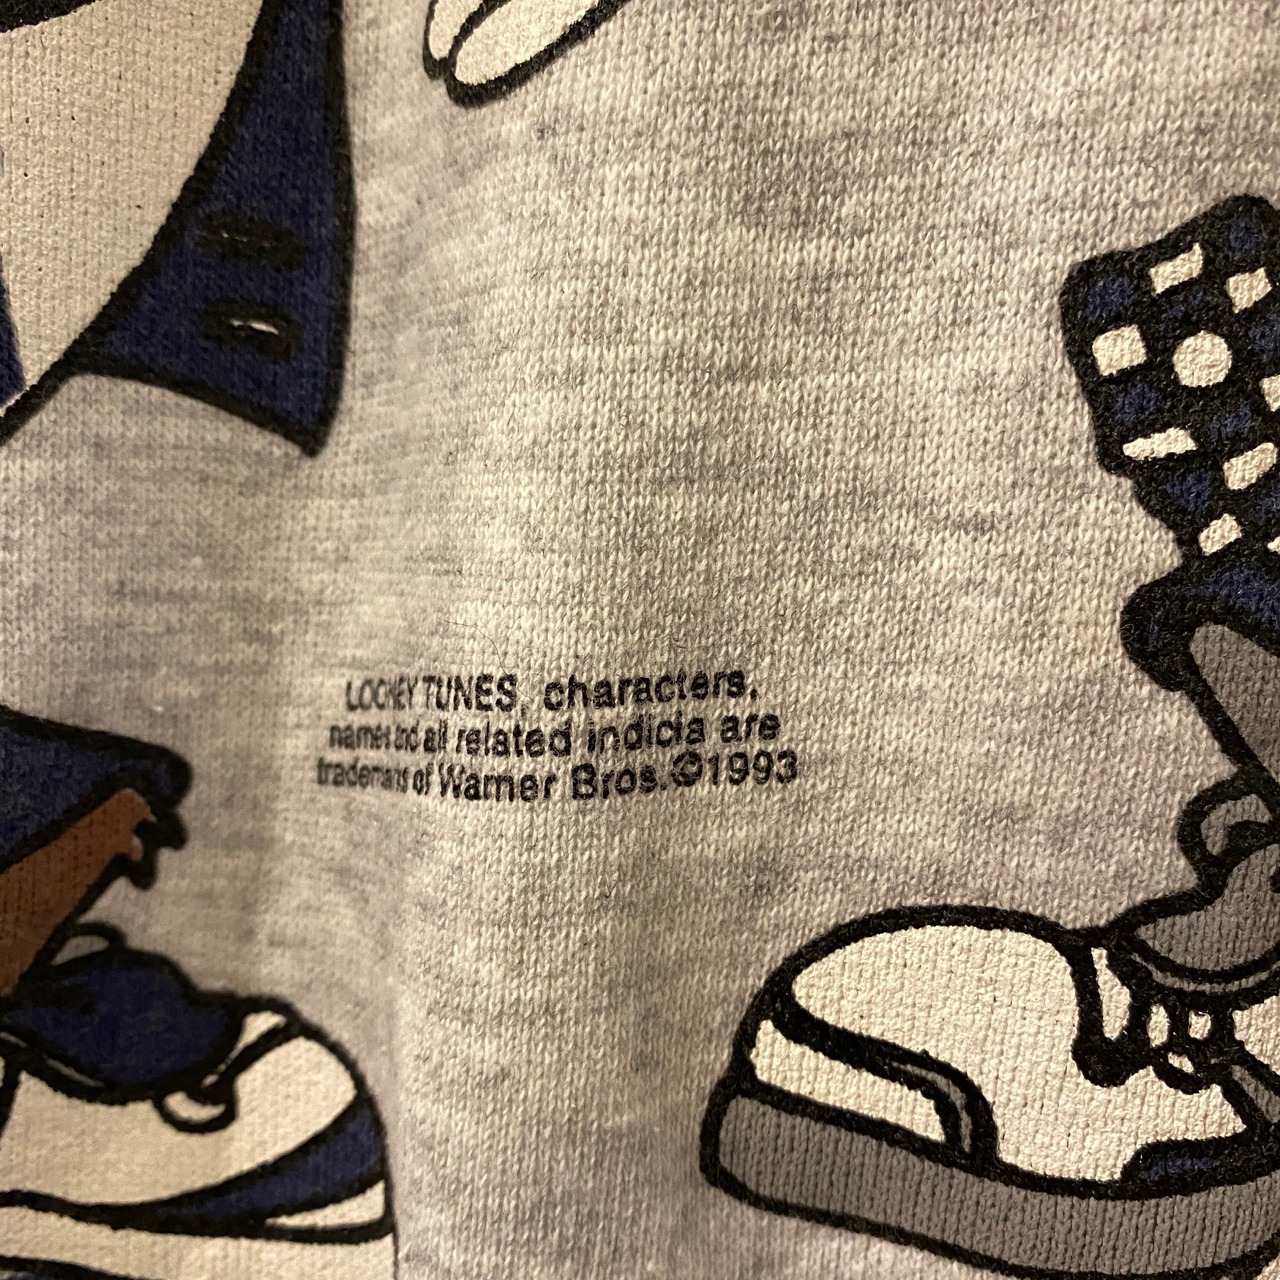 LOONEY TUNES, characters,
names and all related indicia are
trademarks of Warner Bros.©1993